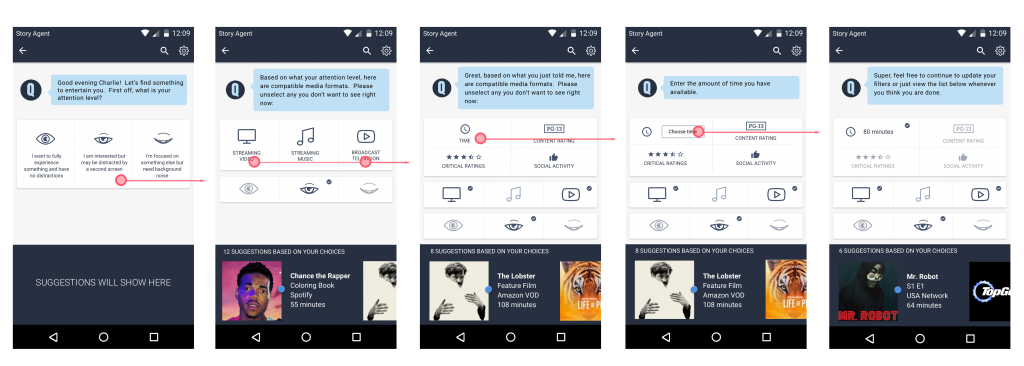 Story Agent
12:09
Q
Good evening Charlie! Let's find something
to entertain you. First off, what is your
attention level?
I want to fully
experience
something and have
no distractions
I am interested but
may be distracted by
a second screen
I'm focused on
something else but
need background
noise
SUGGESTIONS WILL SHOW HERE
Story Agent
12:09
Q
Based on what your attention level, here
are compatible media formats. Please
unselect any you don't want to see right
now:
STREAMING
VIDEO
STREAMING
MUSIC
BROADCAST
TELEVISION
12 SUGGESTIONS BASED ON YOUR CHOICES
Chance the Rapper
Coloring Book
Spotify
55 minutes
Story Agent
12:09
Q
Great, based on what you just told me, here
are compatible media formats. Please
unselect any you don't want to see right
now:
TIME
PG-13
CONTENT RATING
CRITICAL RATINGS
SOCIAL ACTIVITY
8 SUGGESTIONS BASED ON YOUR CHOICES
The Lobster
Feature Film
Amazon VOD
108 minutes
LIFE OF P
Story Agent
12:09
Q
Enter the amount of time you have
available.
Choose time
PG-13
CONTENT RATING
CRITICAL RATINGS
SOCIAL ACTIVITY
8 SUGGESTIONS BASED ON YOUR CHOICES
The Lobster
Feature Film
Amazon VOD
108 minutes
LIFE OF P
Story Agent
12:09
Q
Super, feel free to continue to update your
filters or just view the list below whenever
you think you are done.
80 minutes
PG-13
CONTENT RATING
CRITICAL RATINGS
SOCIAL ACTIVITY
6 SUGGESTIONS BASED ON YOUR CHOICES
Mr. Robot
S1 E1
USA Network
64 minutes
MR. ROBOT
TopGe